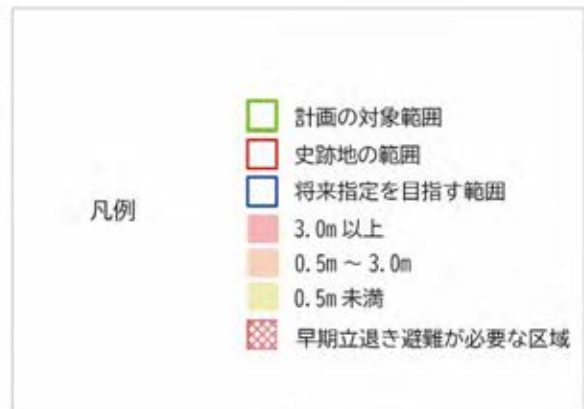 計画の対象範囲
史跡地の範囲
将来指定を目指す範囲
凡例
3.0m 以上
0.5m ～ 3.0m
0.5m 未満
早期立退き避難が必要な区域